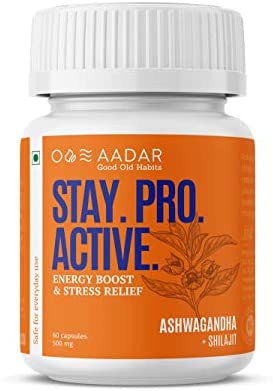 AADAR
Good Old Habits
STAY. PRO.
ACTIVE.
ENERGY BOOST
& STRESS RELIEF
ASHWAGANDHA
+ SHILAJIT
60 capsules
500 mg
Safe for everyday use